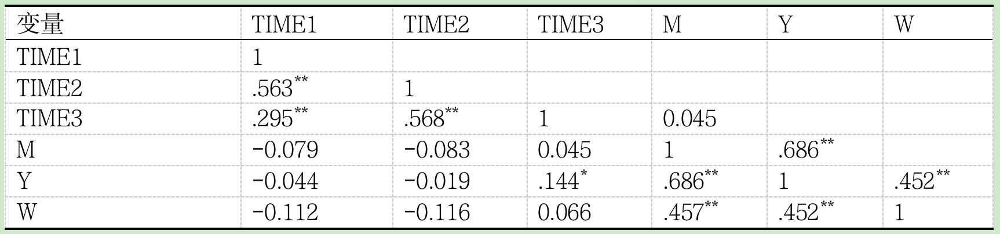 变量 TIME1 TIME2 TIME3 M Y W
TIME1 1
TIME2 .563** 1
TIME3 .295** .568** 1 0.045
M -0.079 -0.083 0.045 1 .686**
Y -0.044 -0.019 .144* .686** 1 .452**
W -0.112 -0.116 0.066 .457** .452** 1